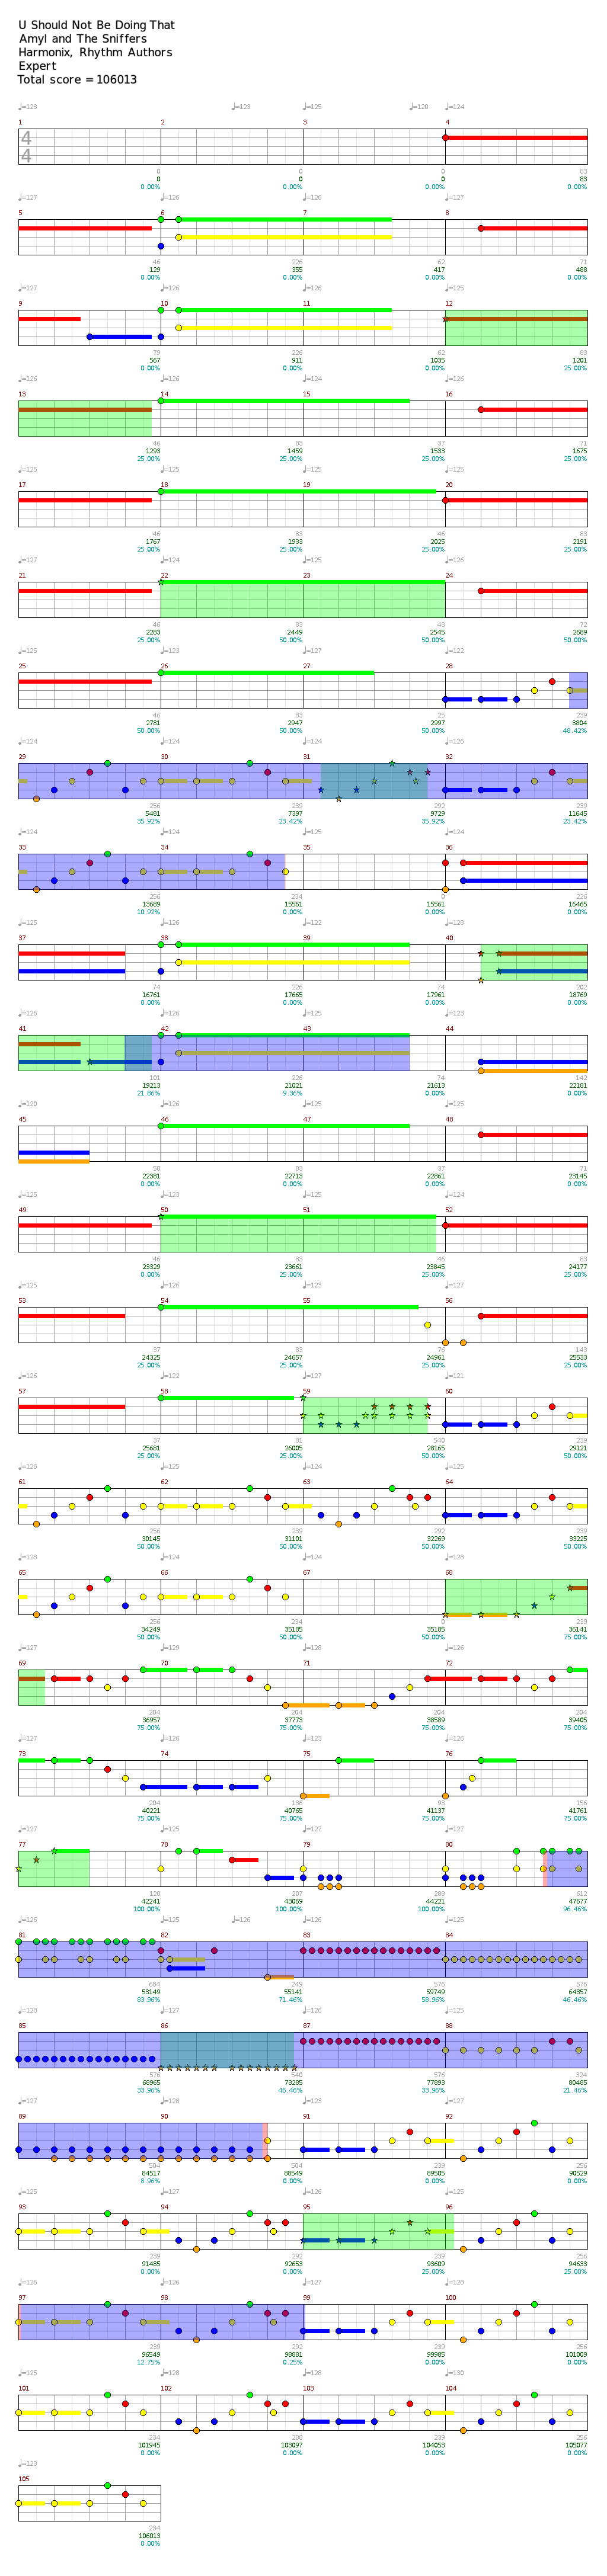 U Should Not Be Doing That
Amyl and The Sniffers
Harmonix, Rhythm Authors
Expert
Total score = 106013
♩=123 ♩=123 ♩=125 ♩=120 ♩=124
1 2 3 4
4
4
0 0 0 83
0 0 0 83
0.00% 0.00% 0.00% 0.00%
♩=127 ♩=126 ♩=126 ♩=127
5 6 7 8
46 226 62 71
129 355 417 488
0.00% 0.00% 0.00% 0.00%
♩=127 ♩=126 ♩=126 ♩=125
9 10 11 12
79 226 62 83
567 911 1035 1201
0.00% 0.00% 0.00% 25.00%
♩=126 ♩=126 ♩=124 ♩=126
13 14 15 16
46 83 37 71
1293 1459 1533 1675
25.00% 25.00% 25.00% 25.00%
♩=125 ♩=125 ♩=125 ♩=125
17 18 19 20
46 83 46 83
1767 1933 2025 2191
25.00% 25.00% 25.00% 25.00%
♩=127 ♩=124 ♩=125 ♩=126
21 22 23 24
46 83 48 72
2283 2449 2545 2689
25.00% 50.00% 50.00% 50.00%
♩=125 ♩=123 ♩=127 ♩=122
25 26 27 28
46 83 25 239
2781 2947 2997 3804
50.00% 50.00% 50.00% 48.42%
♩=124 ♩=124 ♩=124 ♩=124
29 30 31 32
256 239 292 239
5481 7397 9729 11645
35.92% 23.42% 35.92% 23.42%
♩=124 ♩=124 ♩=124 ♩=124
33 34 35 36
256 234 0 226
13689 15561 15561 16465
10.92% 0.00% 0.00% 0.00%
♩=125 ♩=126 ♩=122 ♩=128
37 38 39 40
74 226 74 202
16761 17665 17961 18769
0.00% 0.00% 0.00% 0.00%
♩=126 ♩=126 ♩=126 ♩=123
41 42 43 44
101 226 74 142
19213 21021 21613 22181
21.86% 9.36% 0.00% 0.00%
♩=120 ♩=126 ♩=125 ♩=125
45 46 47 48
50 83 37 71
22381 22713 22861 23145
0.00% 0.00% 0.00% 0.00%
♩=125 ♩=126 ♩=125 ♩=124
49 50 51 52
46 83 46 83
23329 23661 23845 24177
0.00% 25.00% 25.00% 25.00%
♩=125 ♩=126 ♩=123 ♩=127
53 54 55 56
37 83 76 143
24325 24657 24961 25533
25.00% 25.00% 25.00% 25.00%
♩=126 ♩=122 ♩=127 ♩=121
57 58 59 60
37 81 540 239
25681 26005 28165 29121
25.00% 25.00% 50.00% 50.00%
♩=126 ♩=124 ♩=125 ♩=124
61 62 63 64
256 239 292 239
30145 31101 32269 33225
50.00% 50.00% 50.00% 50.00%
♩=123 ♩=124 ♩=124 ♩=128
65 66 67 68
256 234 0 239
34249 35185 35185 36141
50.00% 50.00% 50.00% 75.00%
♩=127 ♩=129 ♩=128 ♩=126
69 70 71 72
204 204 204 204
36957 37773 38589 39405
75.00% 75.00% 75.00% 75.00%
♩=126 ♩=127 ♩=125 ♩=126
73 74 75 76
204 136 93 156
40221 40765 41137 41761
75.00% 75.00% 75.00% 75.00%
♩=127 ♩=125 ♩=127 ♩=127
77 78 79 80
120 207 288 612
42241 43069 44221 47677
100.00% 100.00% 100.00% 96.46%
♩=126 ♩=125 ♩=126 ♩=125 ♩=126
81 82 83 84
684 249 576 576
53149 55141 59749 64357
83.96% 71.46% 58.96% 46.46%
♩=128 ♩=127 ♩=126 ♩=126
85 86 87 88
576 540 576 324
68965 73285 77893 80485
33.96% 46.46% 33.96% 21.46%
♩=127 ♩=128 ♩=123 ♩=127
89 90 91 92
504 504 239 256
84517 88549 89505 90529
8.96% 0.00% 0.00% 0.00%
♩=125 ♩=127 ♩=125 ♩=126
93 94 95 96
239 292 239 256
91485 92653 93609 94633
0.00% 0.00% 25.00% 25.00%
♩=126 ♩=126 ♩=128 ♩=127
97 98 99 100
239 292 239 256
96549 98881 99985 101009
12.75% 0.25% 0.00% 0.00%
♩=125 ♩=128 ♩=128 ♩=130
101 102 103 104
234 288 239 256
101945 103097 104053 105077
0.00% 0.00% 0.00% 0.00%
♩=123
105
234
106013
0.00%